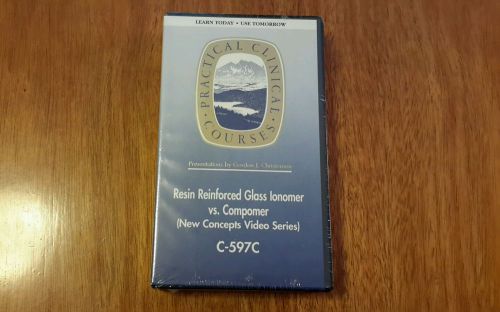 LEARN TODAY • USE TOMORROW
PRACTICAL CLINICAL
COURSES
Presentations by Gordon J. Christensen
Resin Reinforced Glass Ionomer
vs. Compomer
(New Concepts Video Series)
C-597C